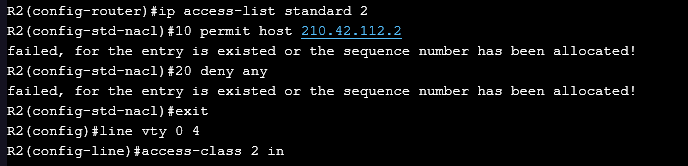 R2(config-router)#ip access-list standard 2
R2(config-std-nacl)#10 permit host 210.42.112.2
failed, for the entry is existed or the sequence number has been allocated!
R2(config-std-nacl)#20 deny any
failed, for the entry is existed or the sequence number has been allocated!
R2(config-std-nacl)#exit
R2(config)#line vty 0 4
R2(config-line)#access-class 2 in